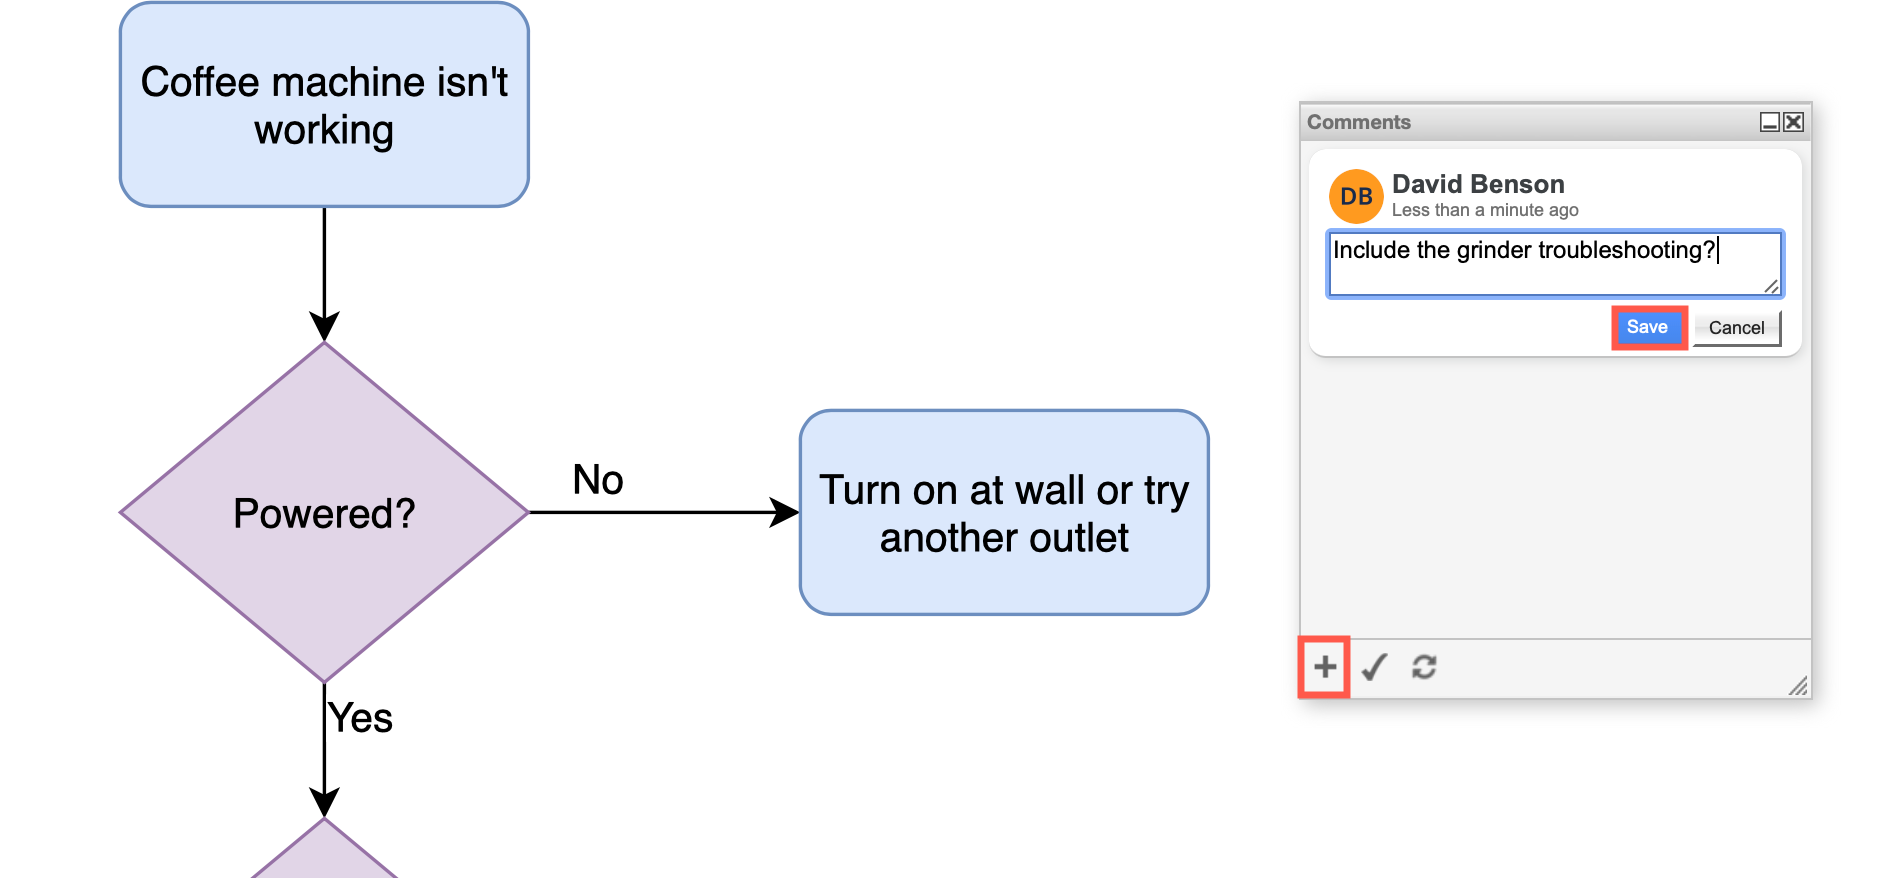 Coffee machine isn't
working
Powered?
No
Turn on at wall or try
another outlet
Yes
Comments
DB
David Benson
Less than a minute ago
Include the grinder troubleshooting?
Save
Cancel